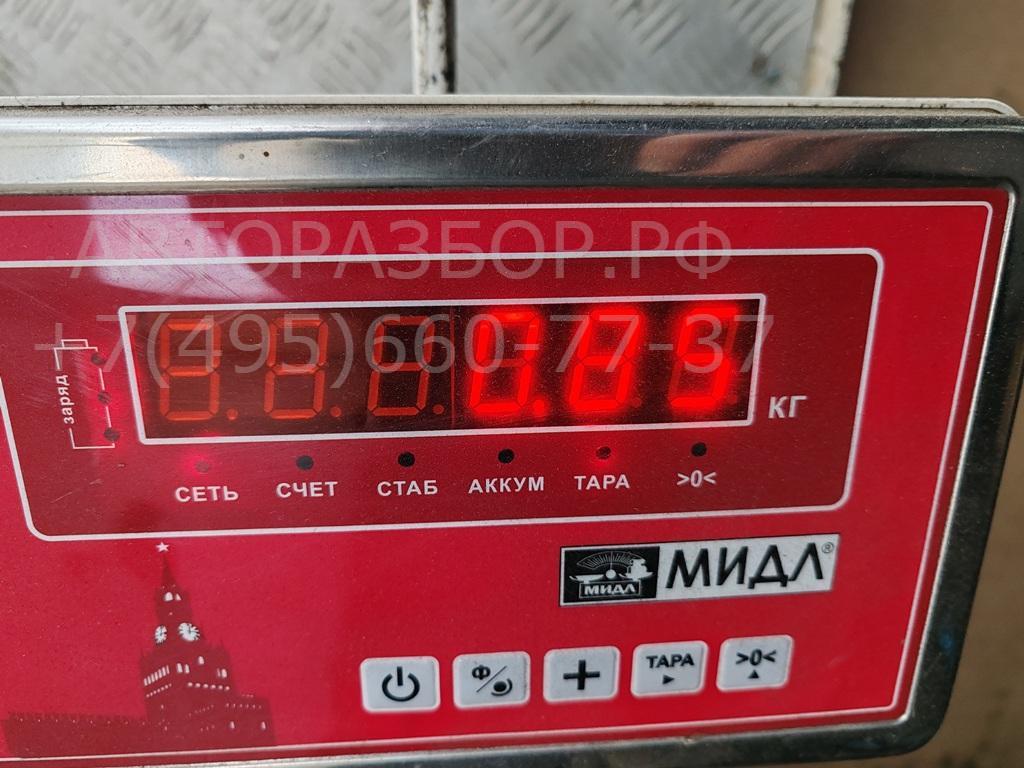 АВТОРАЗБОР.РФ
+7(495)660-77-37
заряд
КГ
СЕТЬ СЧЕТ СТАБ АККУМ ТАРА >0<
МИДЛ МИДЛ®
Ф ТАРА >0<